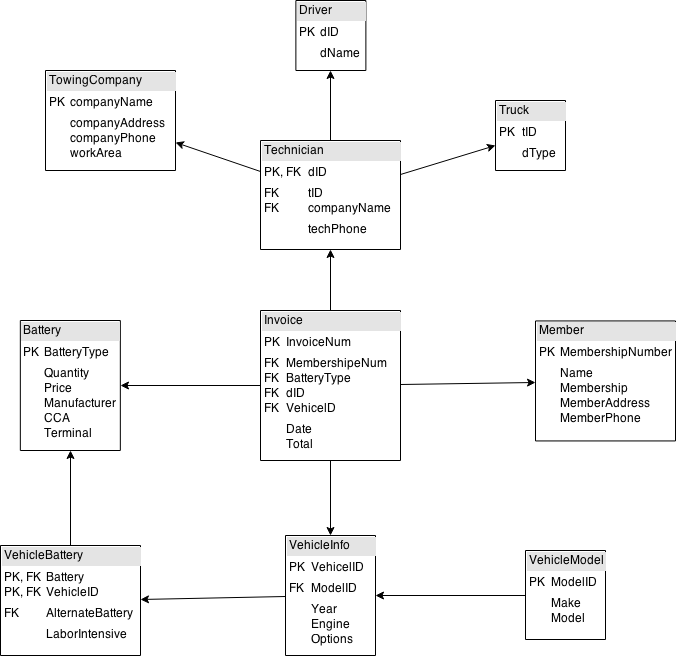 Driver
PK dID
dName
TowingCompany
PK companyName
companyAddress
companyPhone
workArea
Truck
PK tID
dType
Technician
PK, FK dID
FK tID
FK companyName
techPhone
Battery
PK BatteryType
Quantity
Price
Manufacturer
CCA
Terminal
Invoice
PK InvoiceNum
FK MembershipeNum
FK BatteryType
FK dID
FK VehicelD
Date
Total
Member
PK MembershipNumber
Name
Membership
MemberAddress
MemberPhone
VehicleBattery
PK, FK Battery
PK, FK VehicleID
FK AlternateBattery
LaborIntensive
VehicleInfo
PK VehicelID
FK ModelID
Year
Engine
Options
VehicleModel
PK ModelID
Make
Model